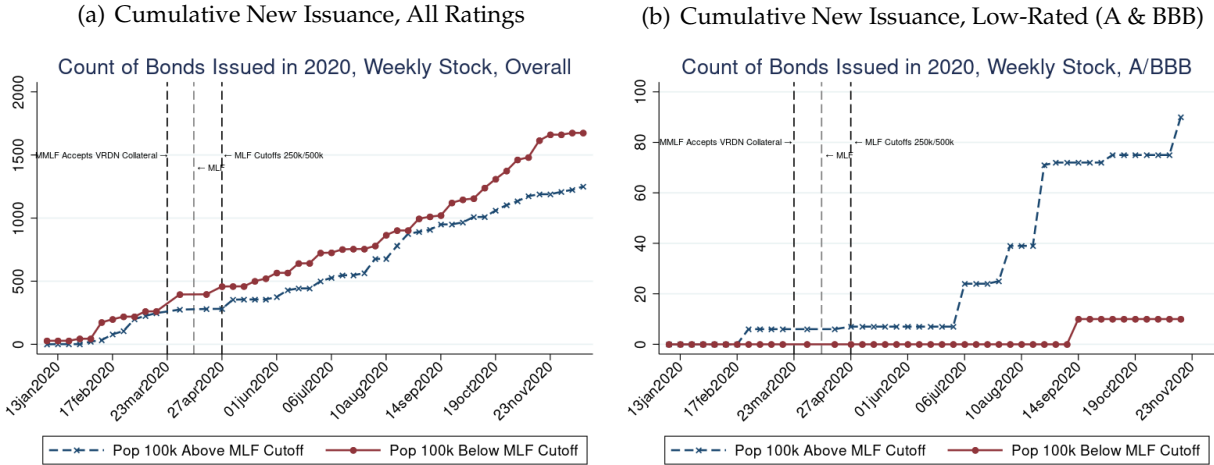 (a) Cumulative New Issuance, All Ratings
Count of Bonds Issued in 2020, Weekly Stock, Overall
2000
1500
1000
500
0
MMLF Accepts VRDN Collateral →
← MLF
← MLF Cutoffs 250k/500k
13jan2020
17feb2020
23mar2020
27apr2020
01jun2020
06jul2020
10aug2020
14sep2020
19oct2020
23nov2020
Pop 100k Above MLF Cutoff
Pop 100k Below MLF Cutoff
(b) Cumulative New Issuance, Low-Rated (A & BBB)
Count of Bonds Issued in 2020, Weekly Stock, A/BBB
100
80
60
40
20
0
MMLF Accepts VRDN Collateral →
← MLF
← MLF Cutoffs 250k/500k
13jan2020
17feb2020
23mar2020
27apr2020
01jun2020
06jul2020
10aug2020
14sep2020
19oct2020
23nov2020
Pop 100k Above MLF Cutoff
Pop 100k Below MLF Cutoff